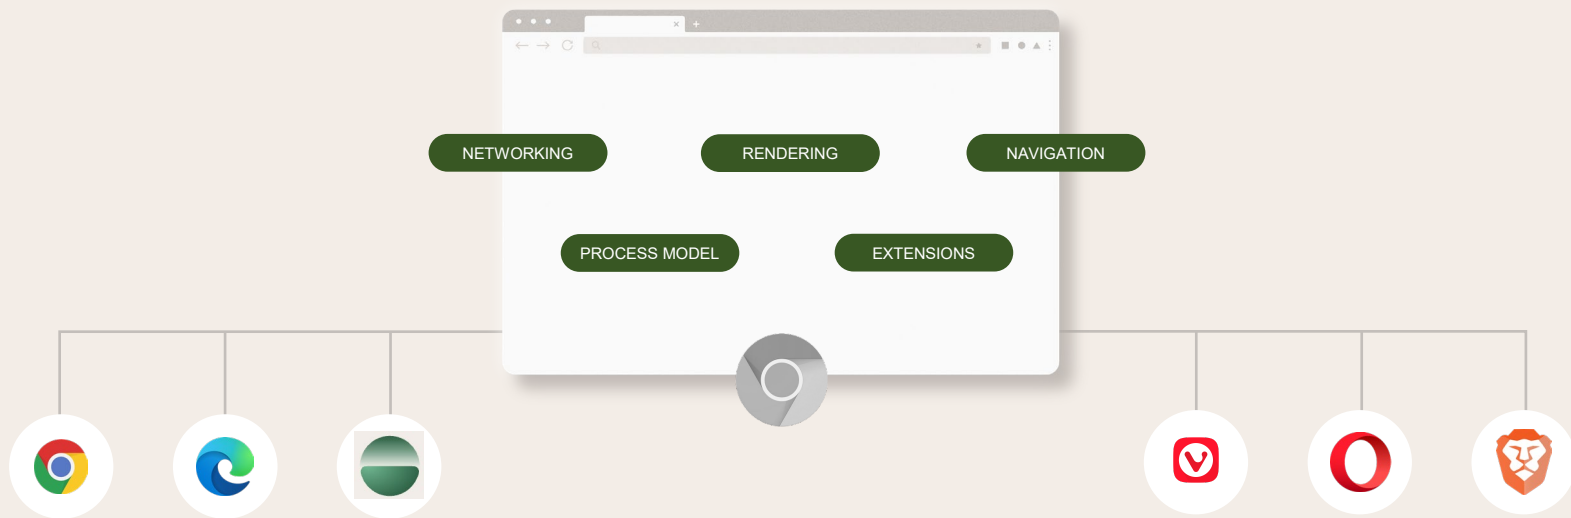 NETWORKING
RENDERING
NAVIGATION
PROCESS MODEL
EXTENSIONS